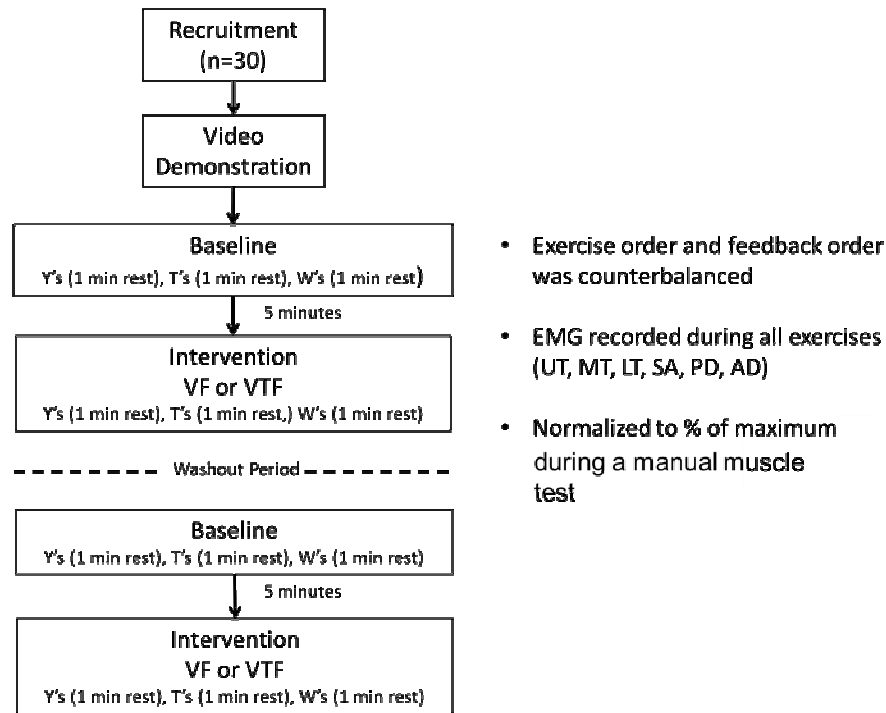 Recruitment
(n=30)
Video
Demonstration
Baseline
Y's (1 min rest), T's (1 min rest), W's (1 min rest)
5 minutes
Intervention
VF or VTF
Y's (1 min rest), T's (1 min rest,) W's (1 min rest)
Washout Period
Baseline
Y's (1 min rest), T's (1 min rest), W's (1 min rest)
5 minutes
Intervention
VF or VTF
Y's (1 min rest), T's (1 min rest), W's (1 min rest)
• Exercise order and feedback order
was counterbalanced
• EMG recorded during all exercises
(UT, MT, LT, SA, PD, AD)
• Normalized to % of maximum
during a manual muscle
test